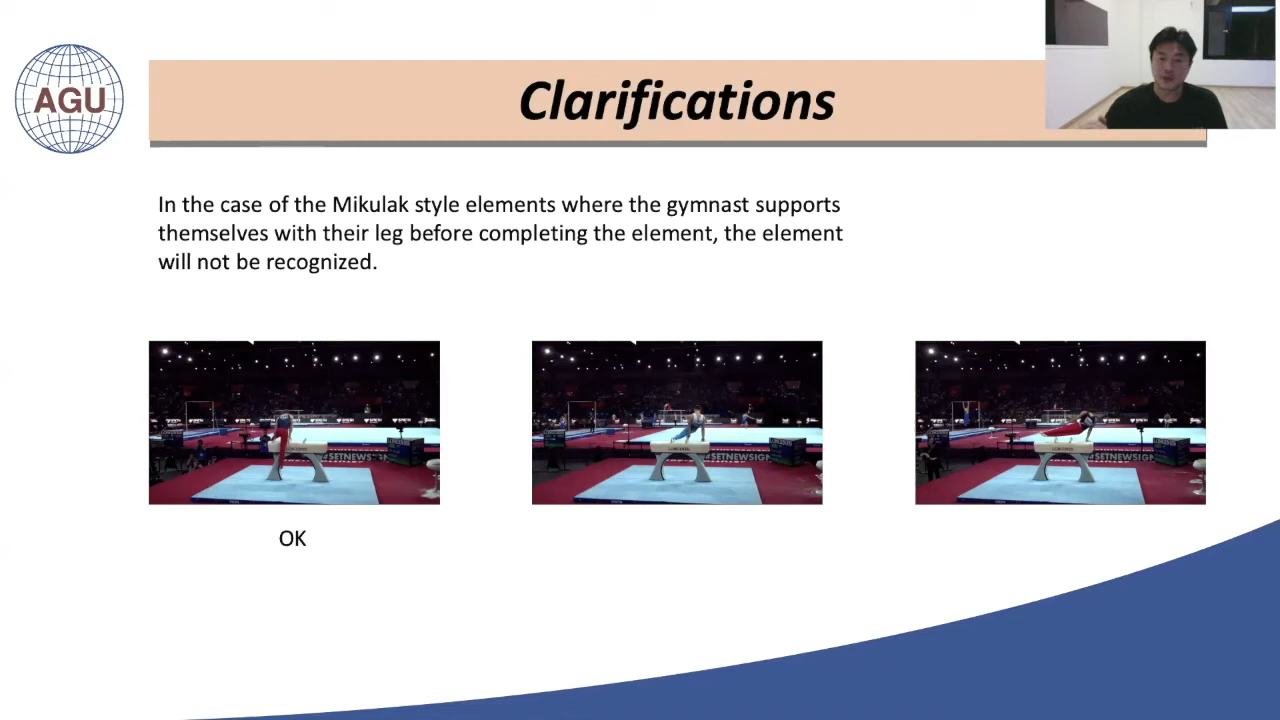 AGU
Clarifications
In the case of the Mikulak style elements where the gymnast supports
themselves with their leg before completing the element, the element
will not be recognized.
#SETNEWSIGN
OK